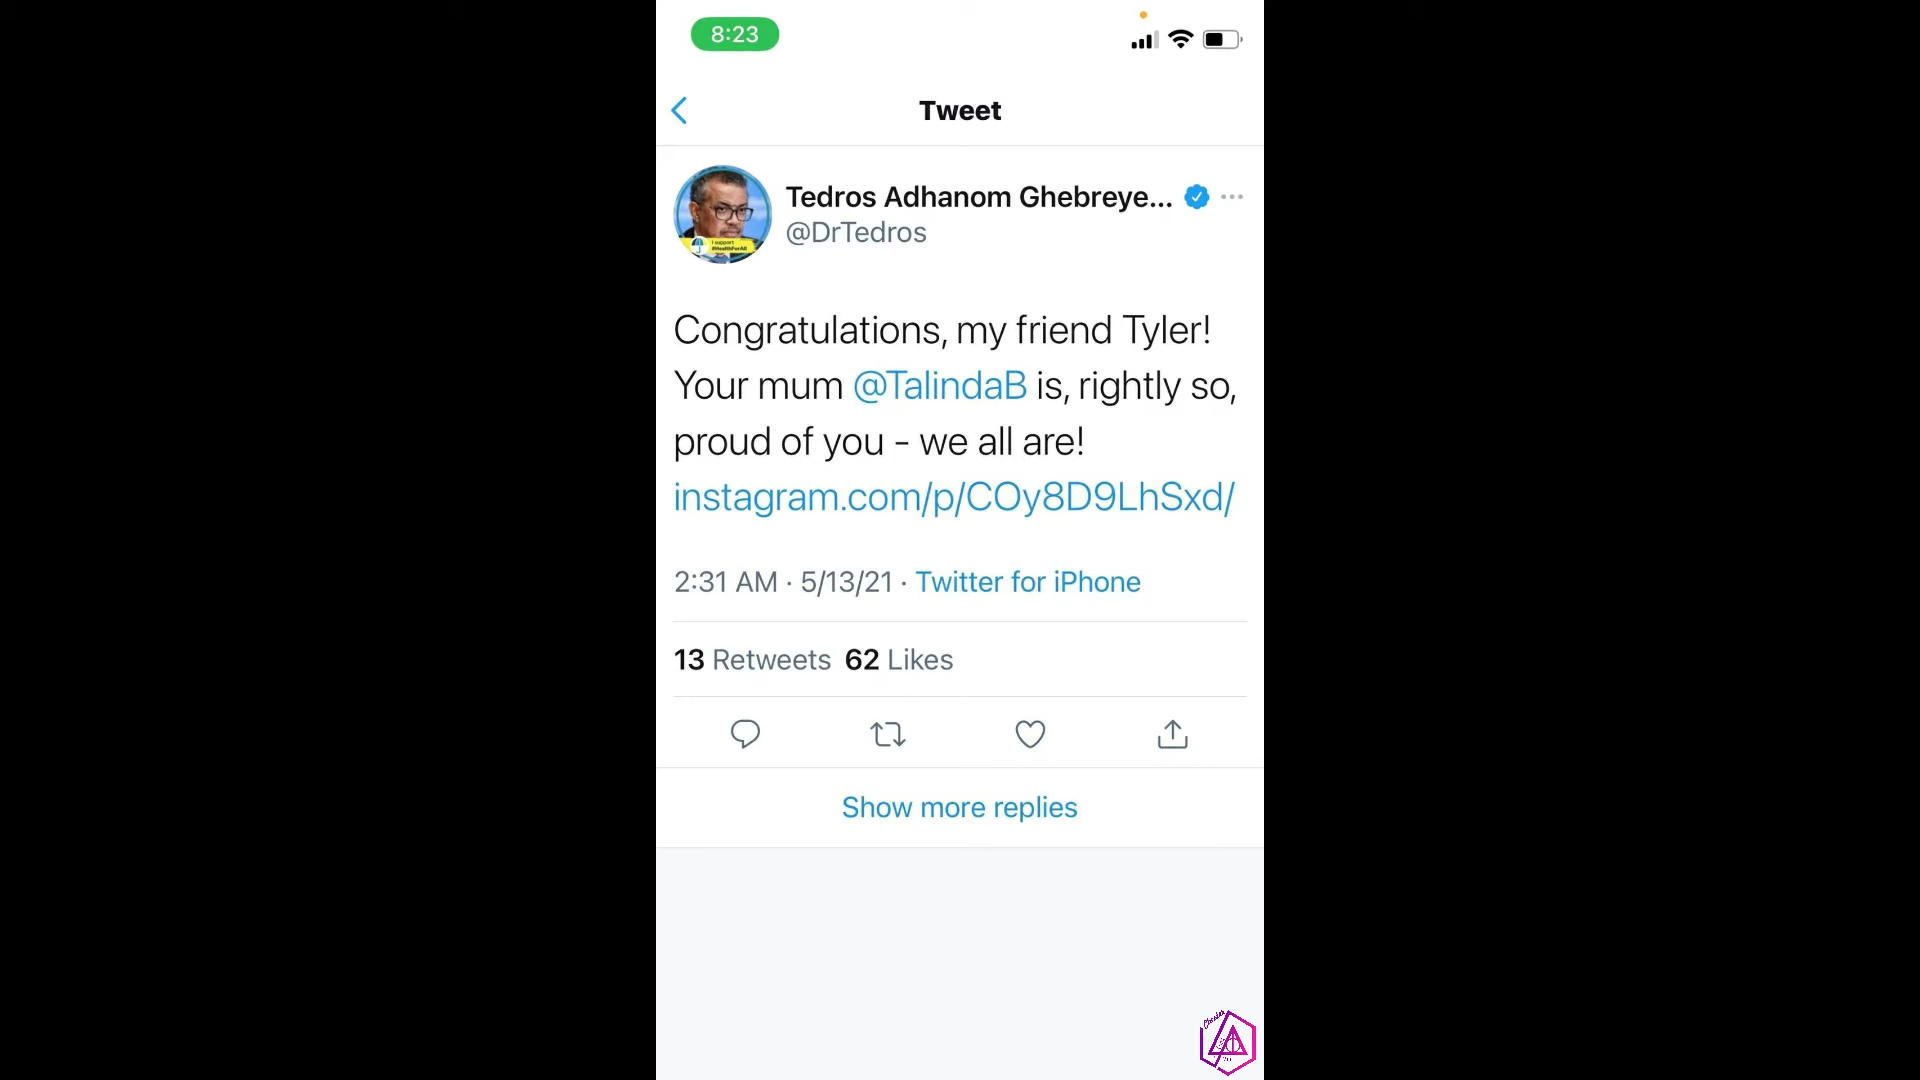 8:23
Tweet
Tedros Adhanom Ghebreye...
@DrTedros
I support
#HealthForAll
Congratulations, my friend Tyler!
Your mum @TalindaB is, rightly so,
proud of you - we all are!
instagram.com/p/COy8D9LhSxd/
2:31 AM · 5/13/21 · Twitter for iPhone
13 Retweets 62 Likes
Show more replies